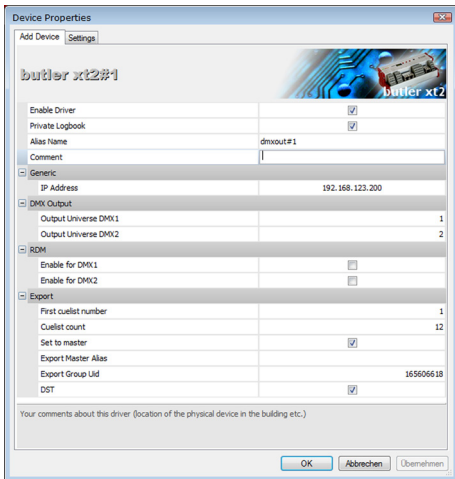 Device Properties
Add Device Settings
butler xt2#1
butler xt2
Enable Driver
Private Logbook
Alias Name dmxout#1
Comment
Generic
IP Address 192.168.123.200
DMX Output
Output Universe DMX1 1
Output Universe DMX2 2
RDM
Enable for DMX1
Enable for DMX2
Export
First cuelist number 1
Cuelist count 12
Set to master
Export Master Alias
Export Group Uid 165606618
DST
Your comments about this driver (location of the physical device in the building etc.)
OK Abbrechen Übernehmen